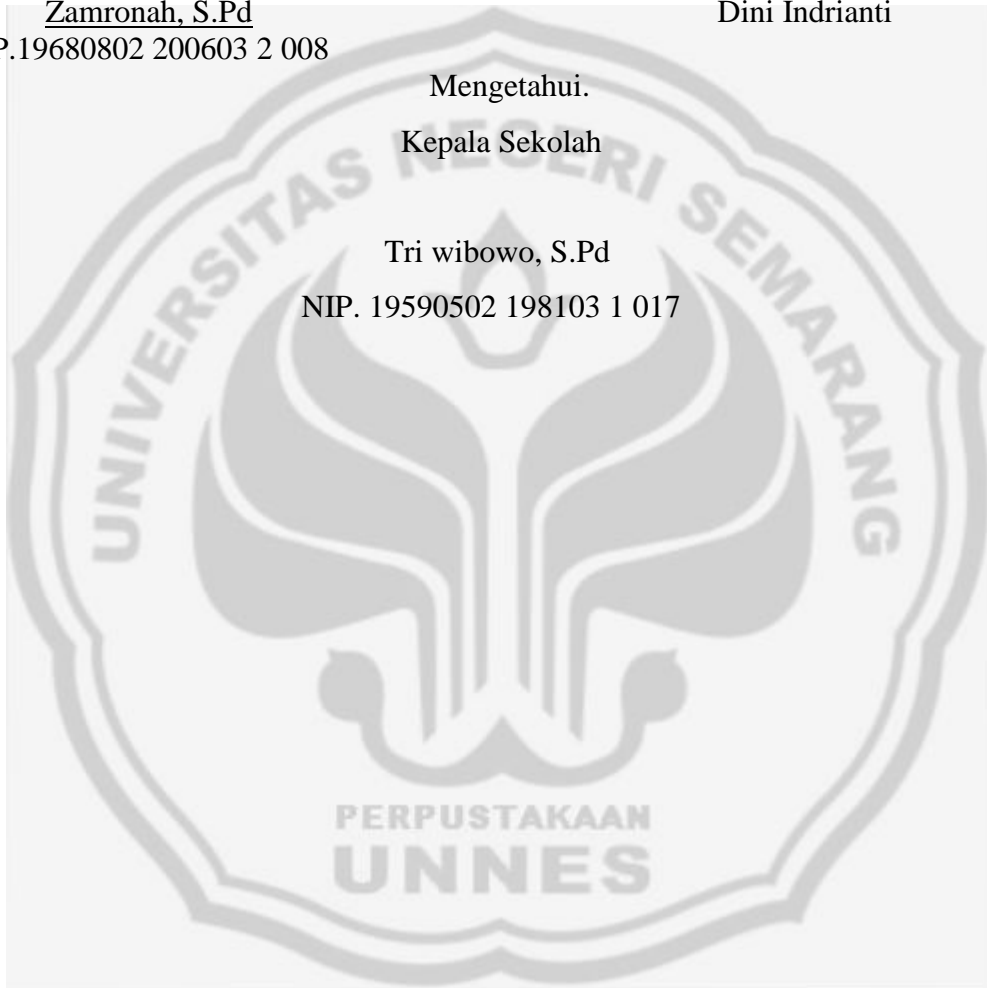 Zamronah, S.Pd Dini Indrianti
P.19680802 200603 2 008
Mengetahui.
Kepala Sekolah
Tri wibowo, S.Pd
NIP. 19590502 198103 1 017
UNIVERSITAS NEGERI SEMARANG
PERPUSTAKAAN
UNNES